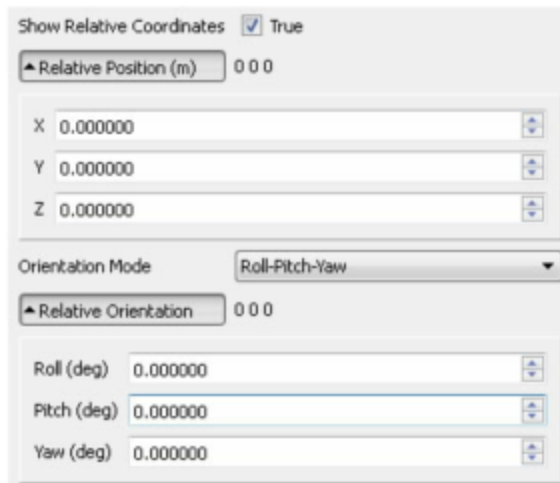 Show Relative Coordinates True
Relative Position (m) 0 0 0
X 0.000000
Y 0.000000
Z 0.000000
Orientation Mode Roll-Pitch-Yaw
Relative Orientation 0 0 0
Roll (deg) 0.000000
Pitch (deg) 0.000000
Yaw (deg) 0.000000